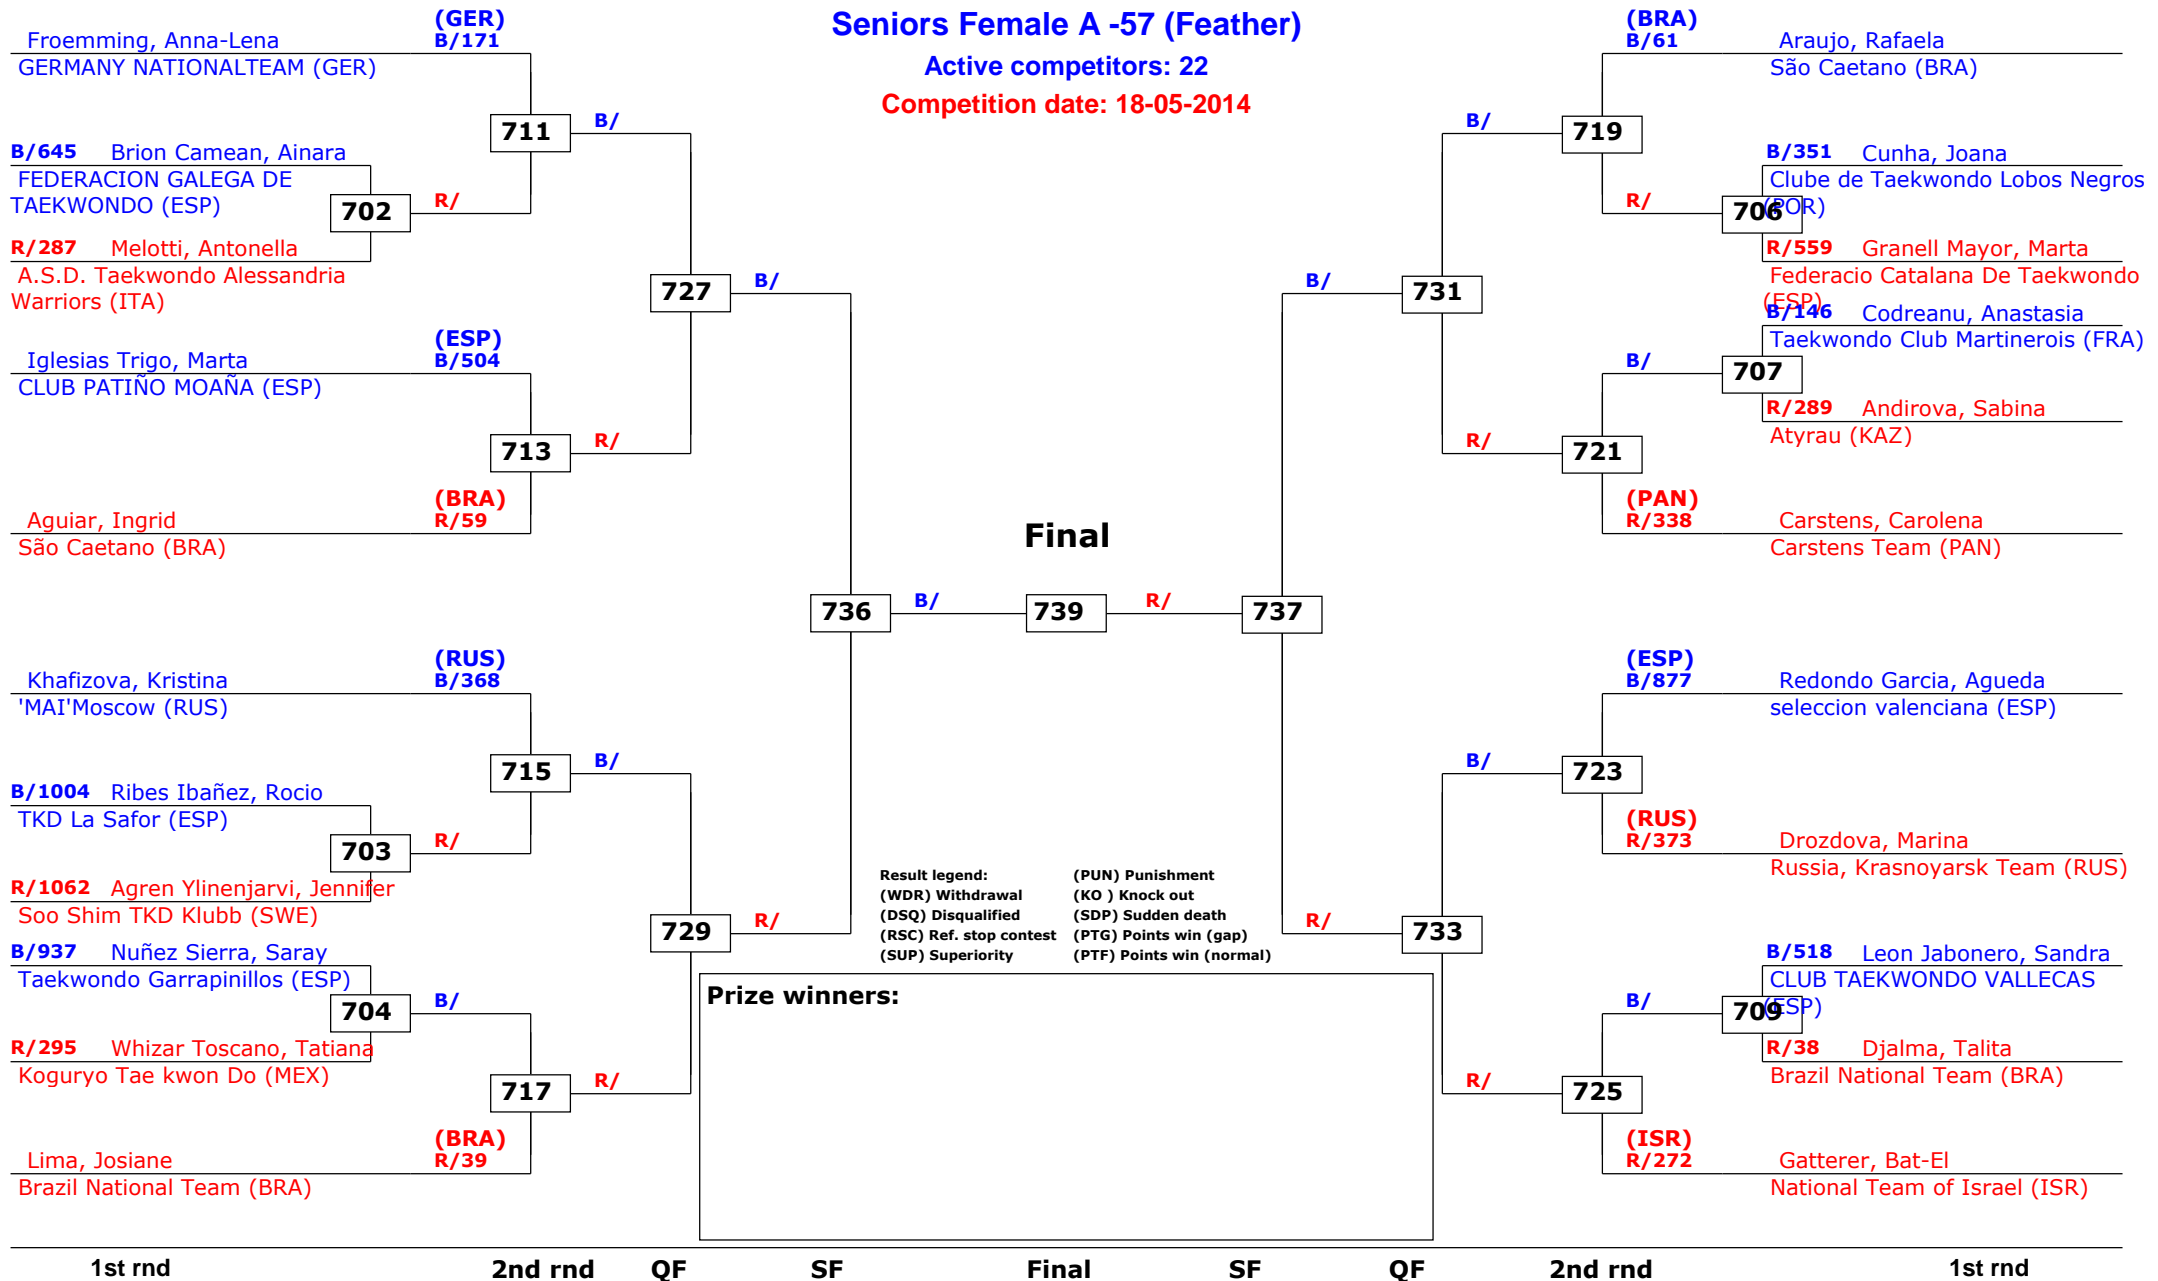 Seniors Female A -57 (Feather)
Active competitors: 22
Competition date: 18-05-2014
Froemming, Anna-Lena
(GER)
B/171
GERMANY NATIONALTEAM (GER)
711
B/
B/645 Brion Camean, Ainara
FEDERACION GALEGA DE
TAEKWONDO (ESP)
702
R/
R/287 Melotti, Antonella
A.S.D. Taekwondo Alessandria
Warriors (ITA)
727
B/
Iglesias Trigo, Marta
(ESP)
B/504
CLUB PATIÑO MOAÑA (ESP)
713
R/
Aguiar, Ingrid
(BRA)
R/59
São Caetano (BRA)
736
B/
Khafizova, Kristina
(RUS)
B/368
'MAI'Moscow (RUS)
715
B/
B/1004 Ribes Ibañez, Rocio
TKD La Safor (ESP)
703
R/
R/1062 Agren Ylinenjarvi, Jennifer
Soo Shim TKD Klubb (SWE)
729
R/
B/937 Nuñez Sierra, Saray
Taekwondo Garrapinillos (ESP)
704
B/
R/295 Whizar Toscano, Tatiana
Koguryo Tae kwon Do (MEX)
717
R/
Lima, Josiane
(BRA)
R/39
Brazil National Team (BRA)
Final
739
R/
737
(BRA)
B/61
Araujo, Rafaela
São Caetano (BRA)
B/
719
B/351 Cunha, Joana
Clube de Taekwondo Lobos Negros
(POR)
R/
706
R/559 Granell Mayor, Marta
Federacio Catalana De Taekwondo
(ESP)
B/
731
B/146 Codreanu, Anastasia
Taekwondo Club Martinerois (FRA)
B/
707
R/289 Andirova, Sabina
Atyrau (KAZ)
R/
721
(PAN)
R/338
Carstens, Carolena
Carstens Team (PAN)
(ESP)
B/877
Redondo Garcia, Agueda
seleccion valenciana (ESP)
B/
723
(RUS)
R/373
Drozdova, Marina
Russia, Krasnoyarsk Team (RUS)
R/
733
B/518 Leon Jabonero, Sandra
CLUB TAEKWONDO VALLECAS
(ESP)
B/
709
R/38 Djalma, Talita
Brazil National Team (BRA)
R/
725
(ISR)
R/272
Gatterer, Bat-El
National Team of Israel (ISR)
Result legend:
(WDR) Withdrawal
(DSQ) Disqualified
(RSC) Ref. stop contest
(SUP) Superiority
(PUN) Punishment
(KO ) Knock out
(SDP) Sudden death
(PTG) Points win (gap)
(PTF) Points win (normal)
Prize winners:
1st rnd 2nd rnd QF SF Final SF QF 2nd rnd 1st rnd